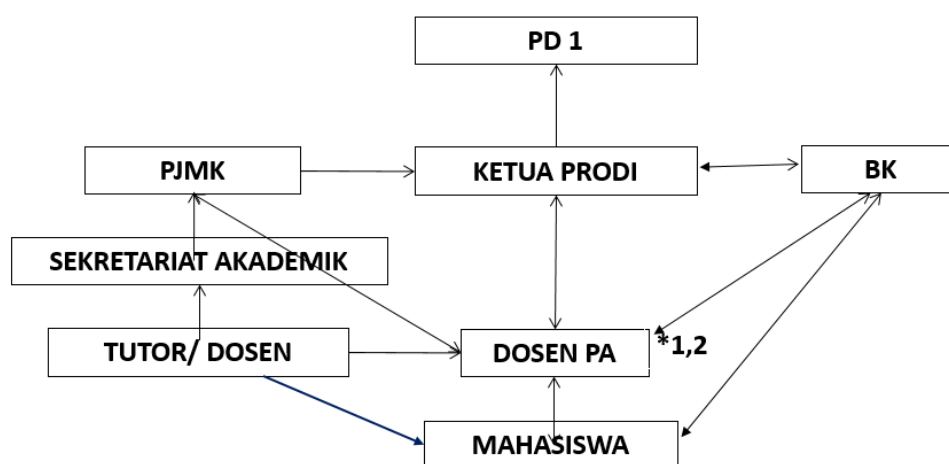 PD 1
PJMK
KETUA PRODI
BK
SEKRETARIAT AKADEMIK
TUTOR/ DOSEN
DOSEN PA
*1,2
MAHASISWA